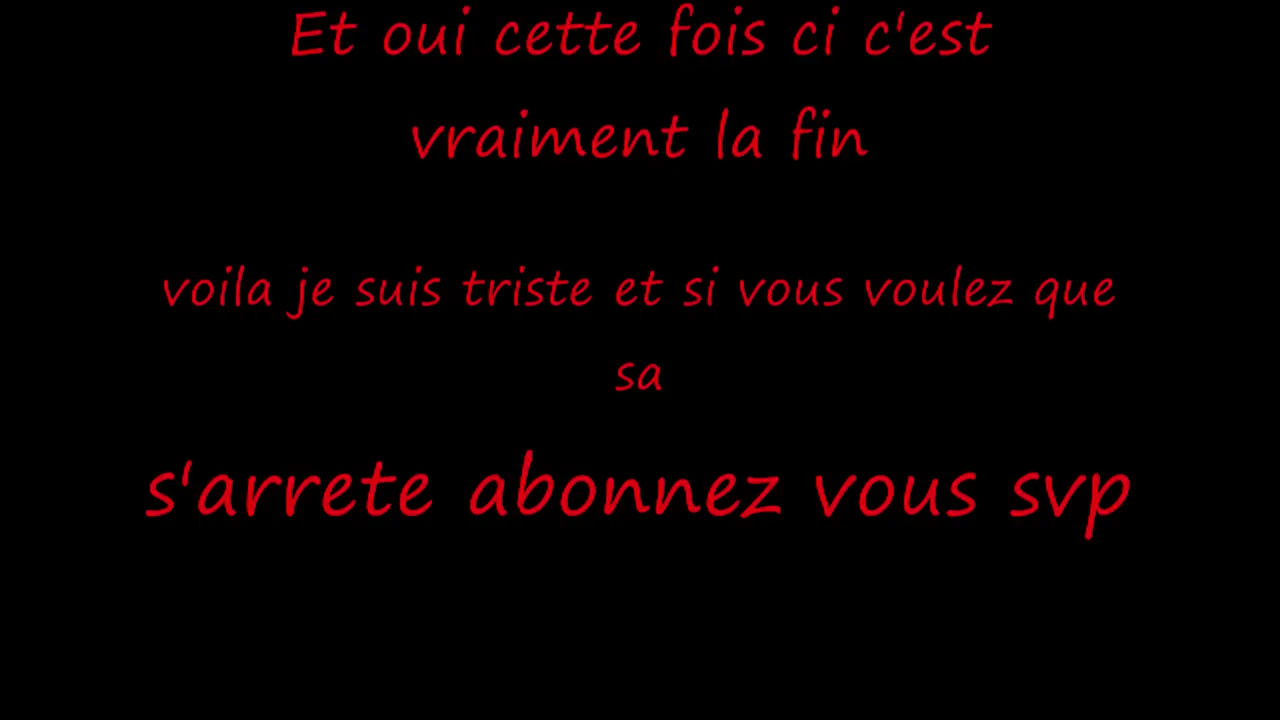 Et oui cette fois ci c'est
vraiment la fin
voila je suis triste et si vous voulez que
sa
s'arrete abonnez vous svp